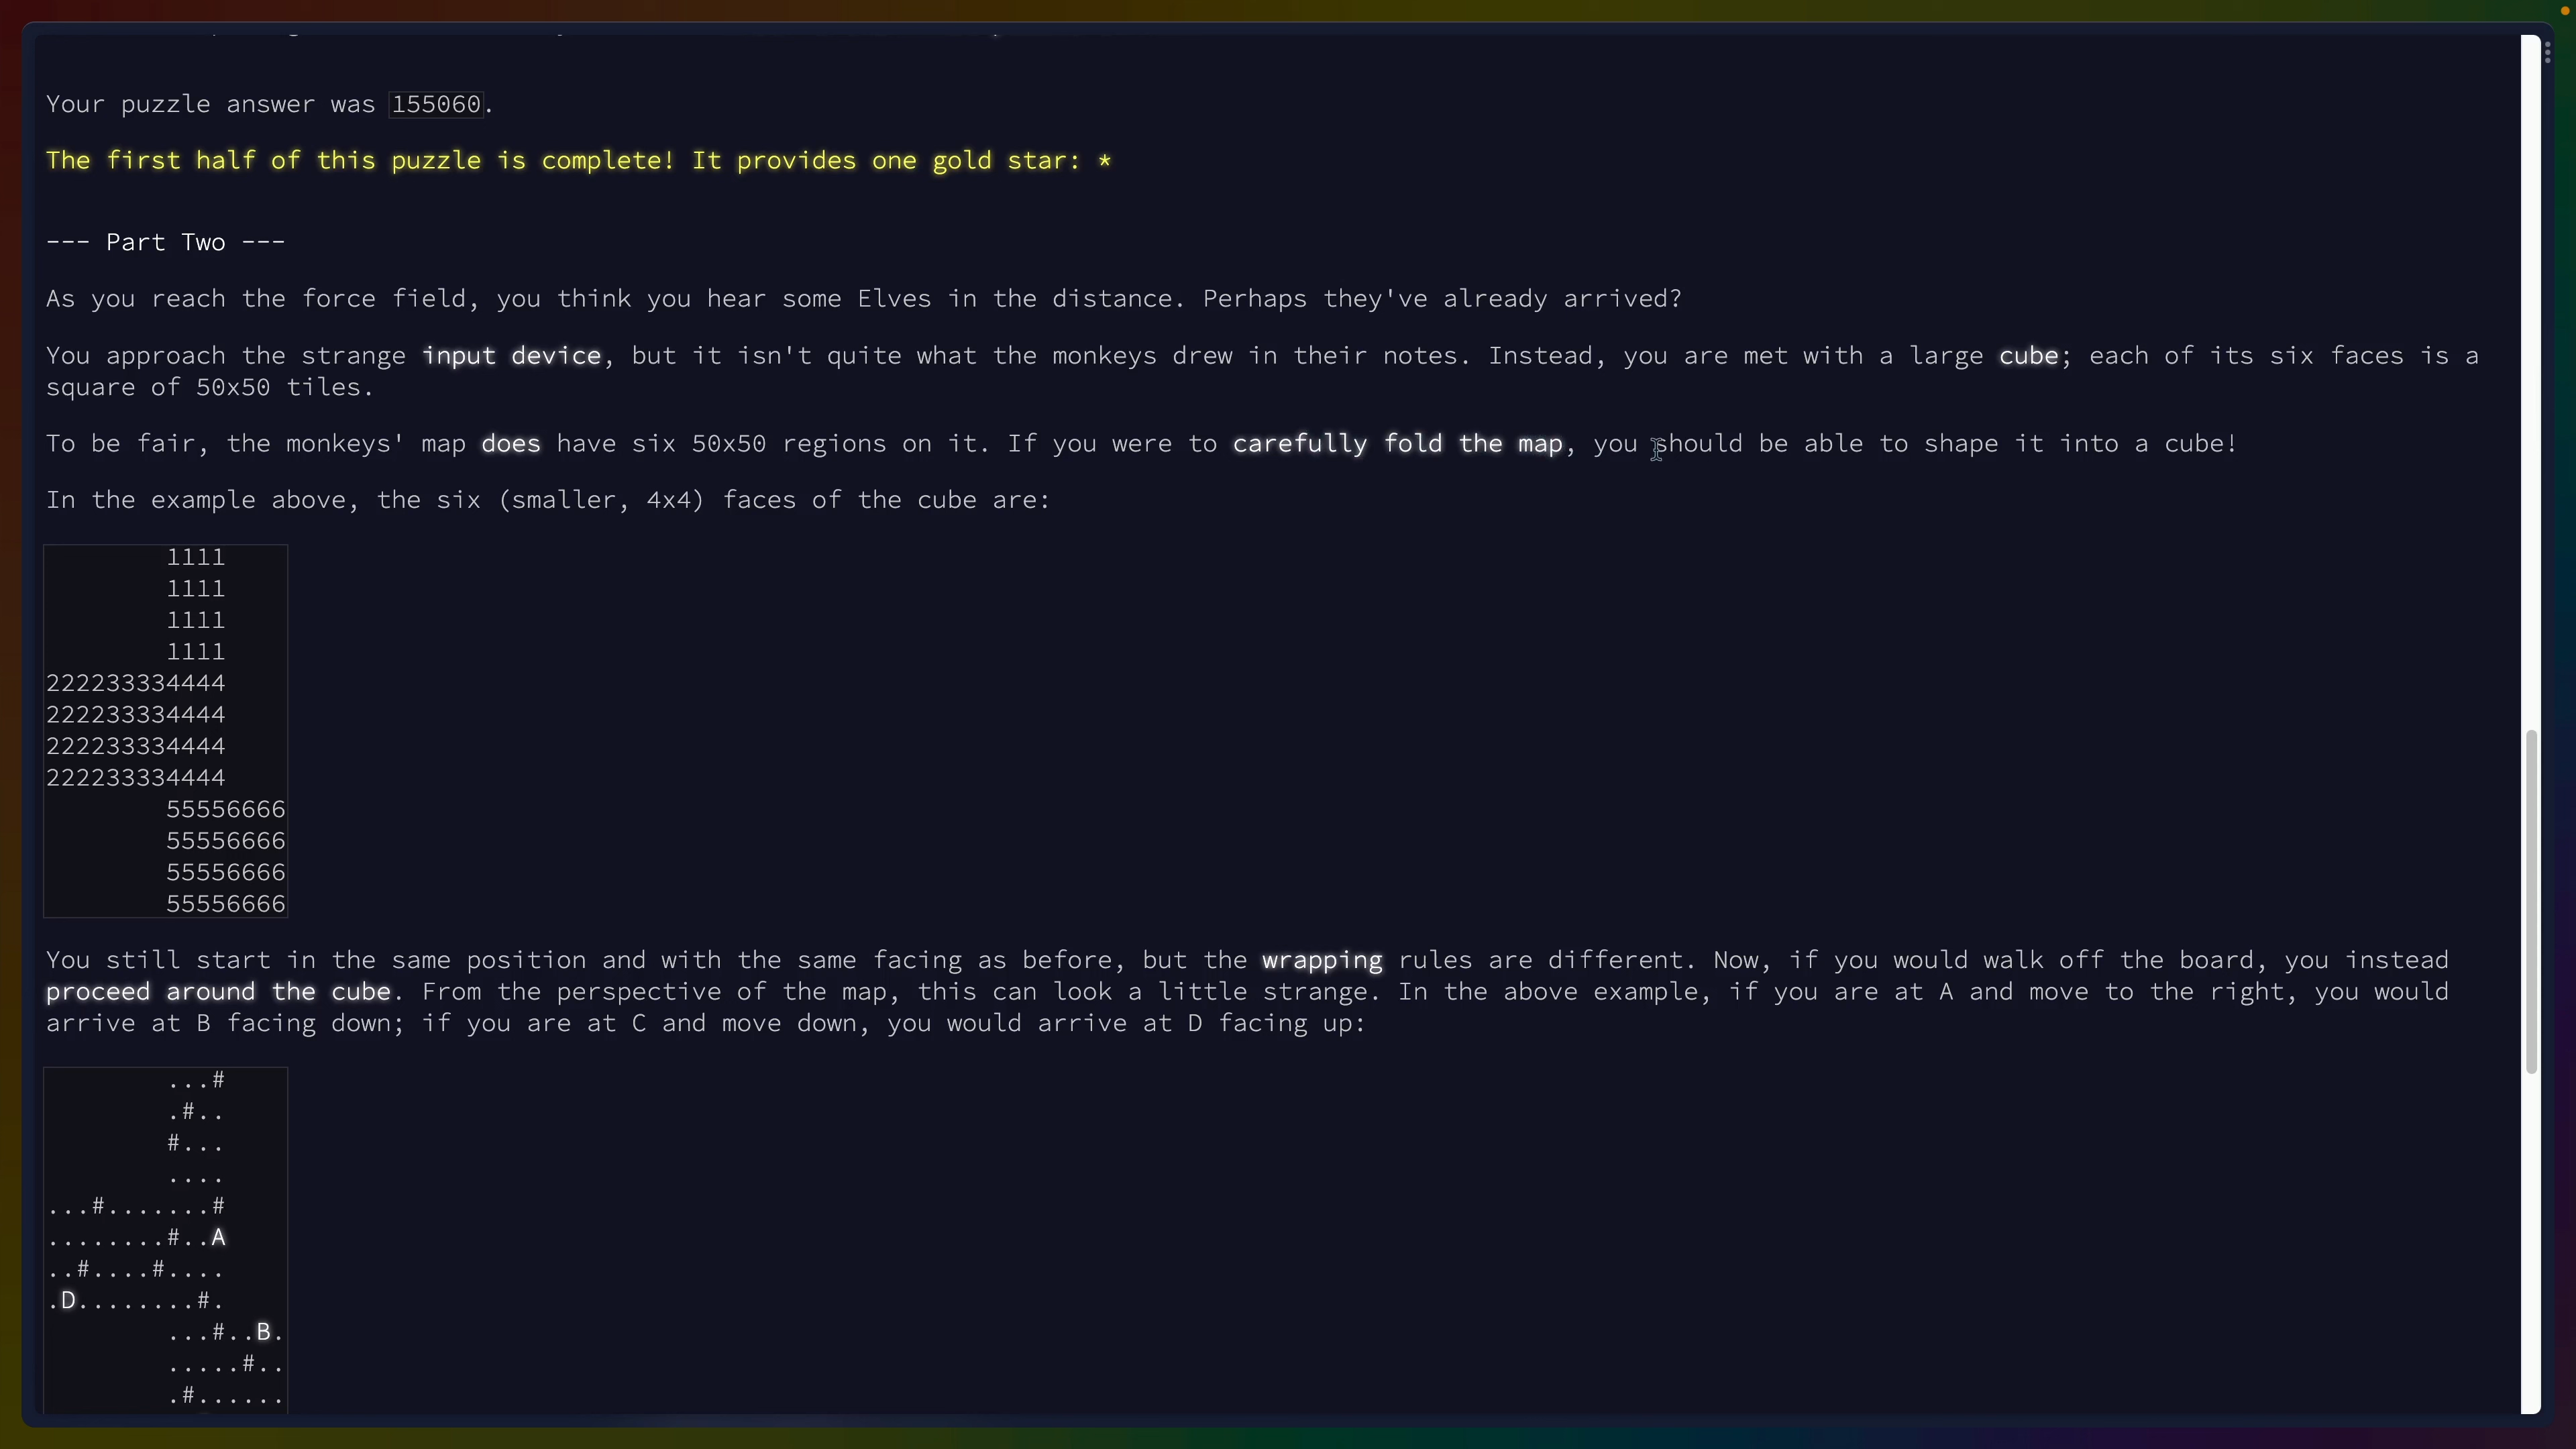 Your puzzle answer was 155060.
The first half of this puzzle is complete! It provides one gold star: *
--- Part Two ---
As you reach the force field, you think you hear some Elves in the distance. Perhaps they've already arrived?
You approach the strange input device, but it isn't quite what the monkeys drew in their notes. Instead, you are met with a large cube; each of its six faces is a
square of 50x50 tiles.
To be fair, the monkeys' map does have six 50x50 regions on it. If you were to carefully fold the map, you should be able to shape it into a cube!
In the example above, the six (smaller, 4x4) faces of the cube are:
        1111
        1111
        1111
        1111
222233334444
222233334444
222233334444
222233334444
        55556666
        55556666
        55556666
        55556666
You still start in the same position and with the same facing as before, but the wrapping rules are different. Now, if you would walk off the board, you instead
proceed around the cube. From the perspective of the map, this can look a little strange. In the above example, if you are at A and move to the right, you would
arrive at B facing down; if you are at C and move down, you would arrive at D facing up:
        ...#
        .#..
        #...
        ....
...#.......#
........#..A
..#....#....
.D........#.
        ...#..B.
        .....#..
        .#......